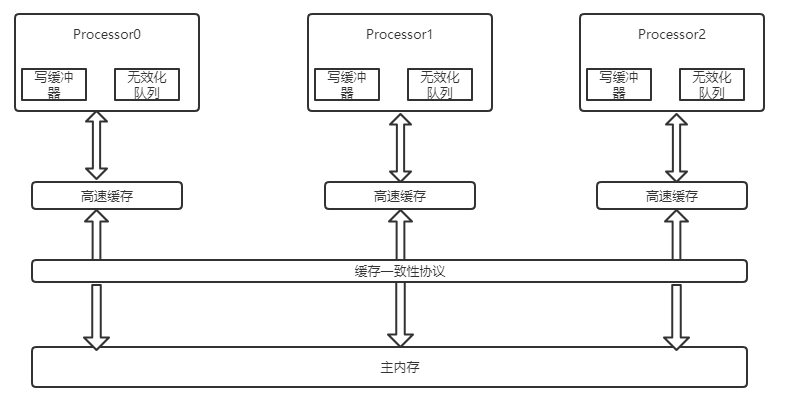 Processor0
写缓冲
器
无效化
队列
Processor1
写缓冲
器
无效化
队列
Processor2
写缓冲
器
无效化
队列
高速缓存
高速缓存
高速缓存
缓存一致性协议
主内存